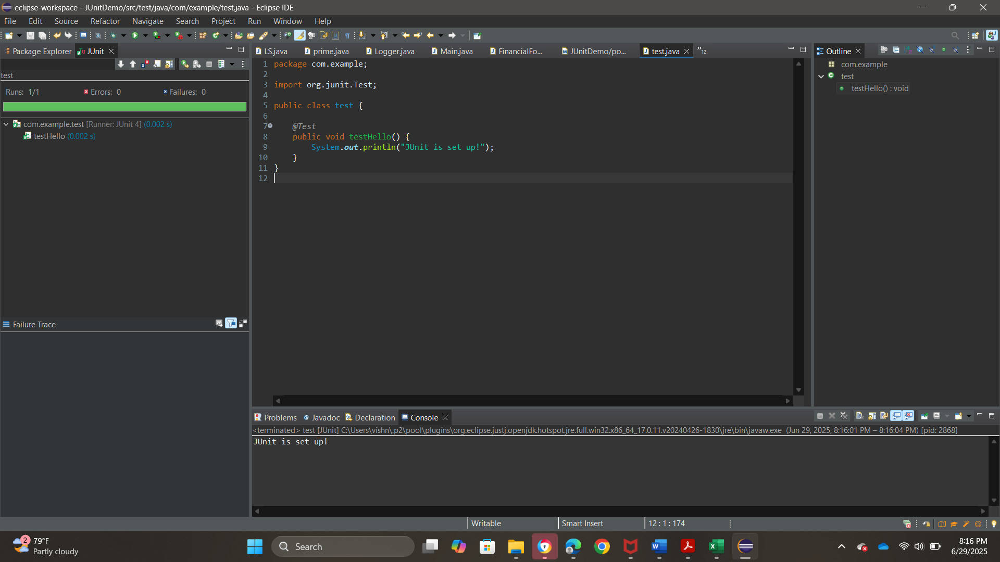 eclipse-workspace - JUnitDemo/src/test/java/com/example/test.java - Eclipse IDE
File Edit Source Refactor Navigate Search Project Run Window Help
Package Explorer JUnit
test
Runs: 1/1 Errors: 0 Failures: 0
com.example.test [Runner: JUnit 4] (0.002 s)
testHello (0.002 s)
Failure Trace
LS.java prime.java Logger.java Main.java FinancialFo... JUnitDemo/po... test.java »12
1 package com.example;
2
3 import org.junit.Test;
4
5 public class test {
6
7 @Test
8 public void testHello() {
9 System.out.println("JUnit is set up!");
10 }
11 }
12
Outline
com.example
test
testHello() : void
Problems Javadoc Declaration Console
<terminated> test [JUnit] C:\Users\vishn\.p2\pool\plugins\org.eclipse.justj.openjdk.hotspot.jre.full.win32.x86_64_17.0.11.v20240426-1830\jre\bin\javaw.exe (Jun 29, 2025, 8:16:01 PM – 8:16:04 PM) [pid: 2868]
JUnit is set up!
Writable Smart Insert 12 : 1 : 174
2
79°F
Partly cloudy
Search
8:16 PM
6/29/2025